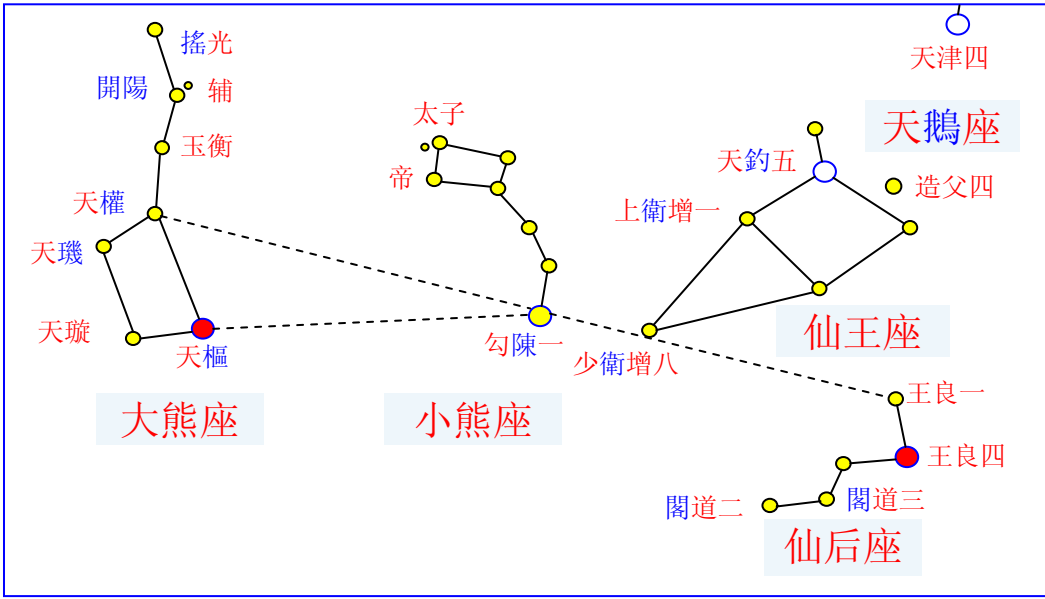 搖光
開陽
辅
玉衡
天權
天璣
天璇
天樞
大熊座
太子
帝
勾陳一
小熊座
天津四
天鵝座
天釣五
造父四
上衛增一
少衛增八
仙王座
王良一
王良四
閣道三
閣道二
仙后座